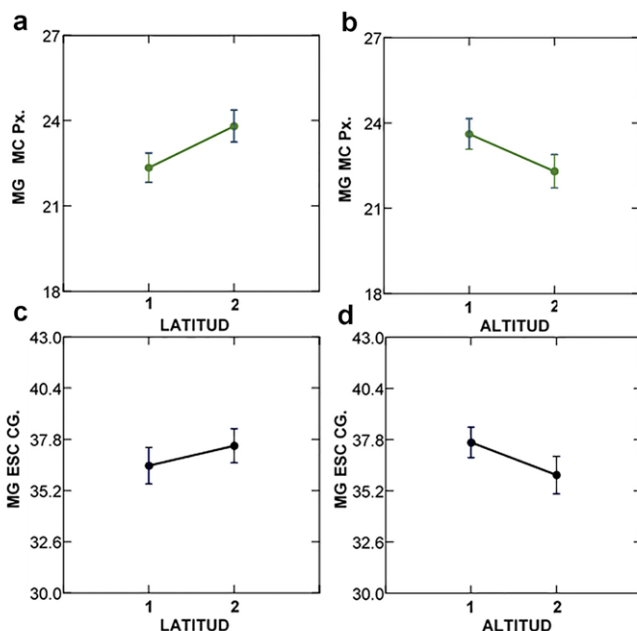 a
27
24
21
18
MG MC Px.
1 2
LATITUD
b
27
24
21
18
MG MC Px.
1 2
ALTITUD
c
43.0
40.4
37.8
35.2
32.6
30.0
MG ESC CG.
1 2
LATITUD
d
43.0
40.4
37.8
35.2
32.6
30.0
MG ESC CG.
1 2
ALTITUD